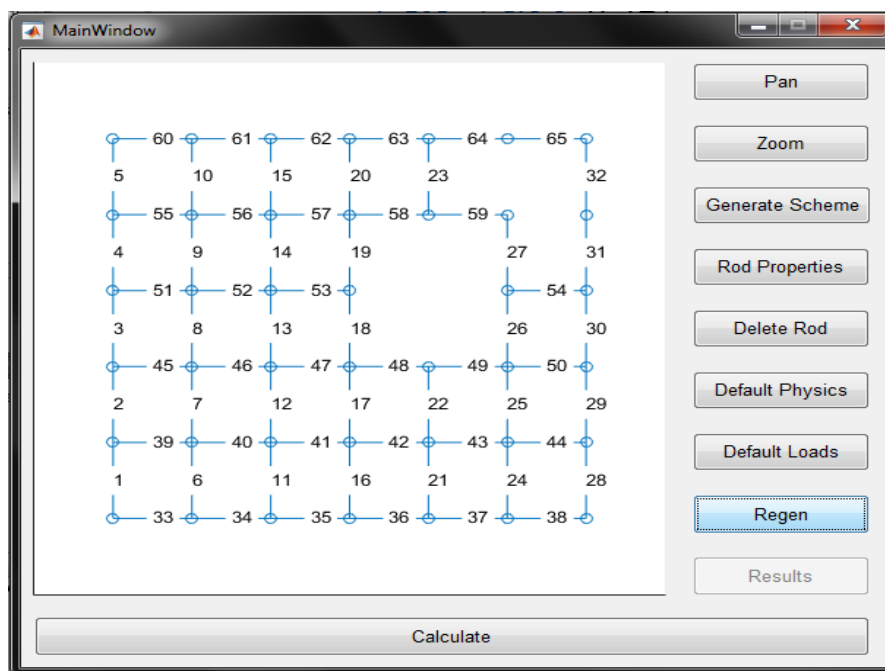 MainWindow
Pan
60 61 62 63 64 65
Zoom
5 10 15 20 23 32
Generate Scheme
55 56 57 58 59
4 9 14 19 27 31
Rod Properties
51 52 53 54
3 8 13 18 26 30
Delete Rod
45 46 47 48 49 50
Default Physics
2 7 12 17 22 25 29
39 40 41 42 43 44
Default Loads
1 6 11 16 21 24 28
33 34 35 36 37 38
Regen
Results
Calculate